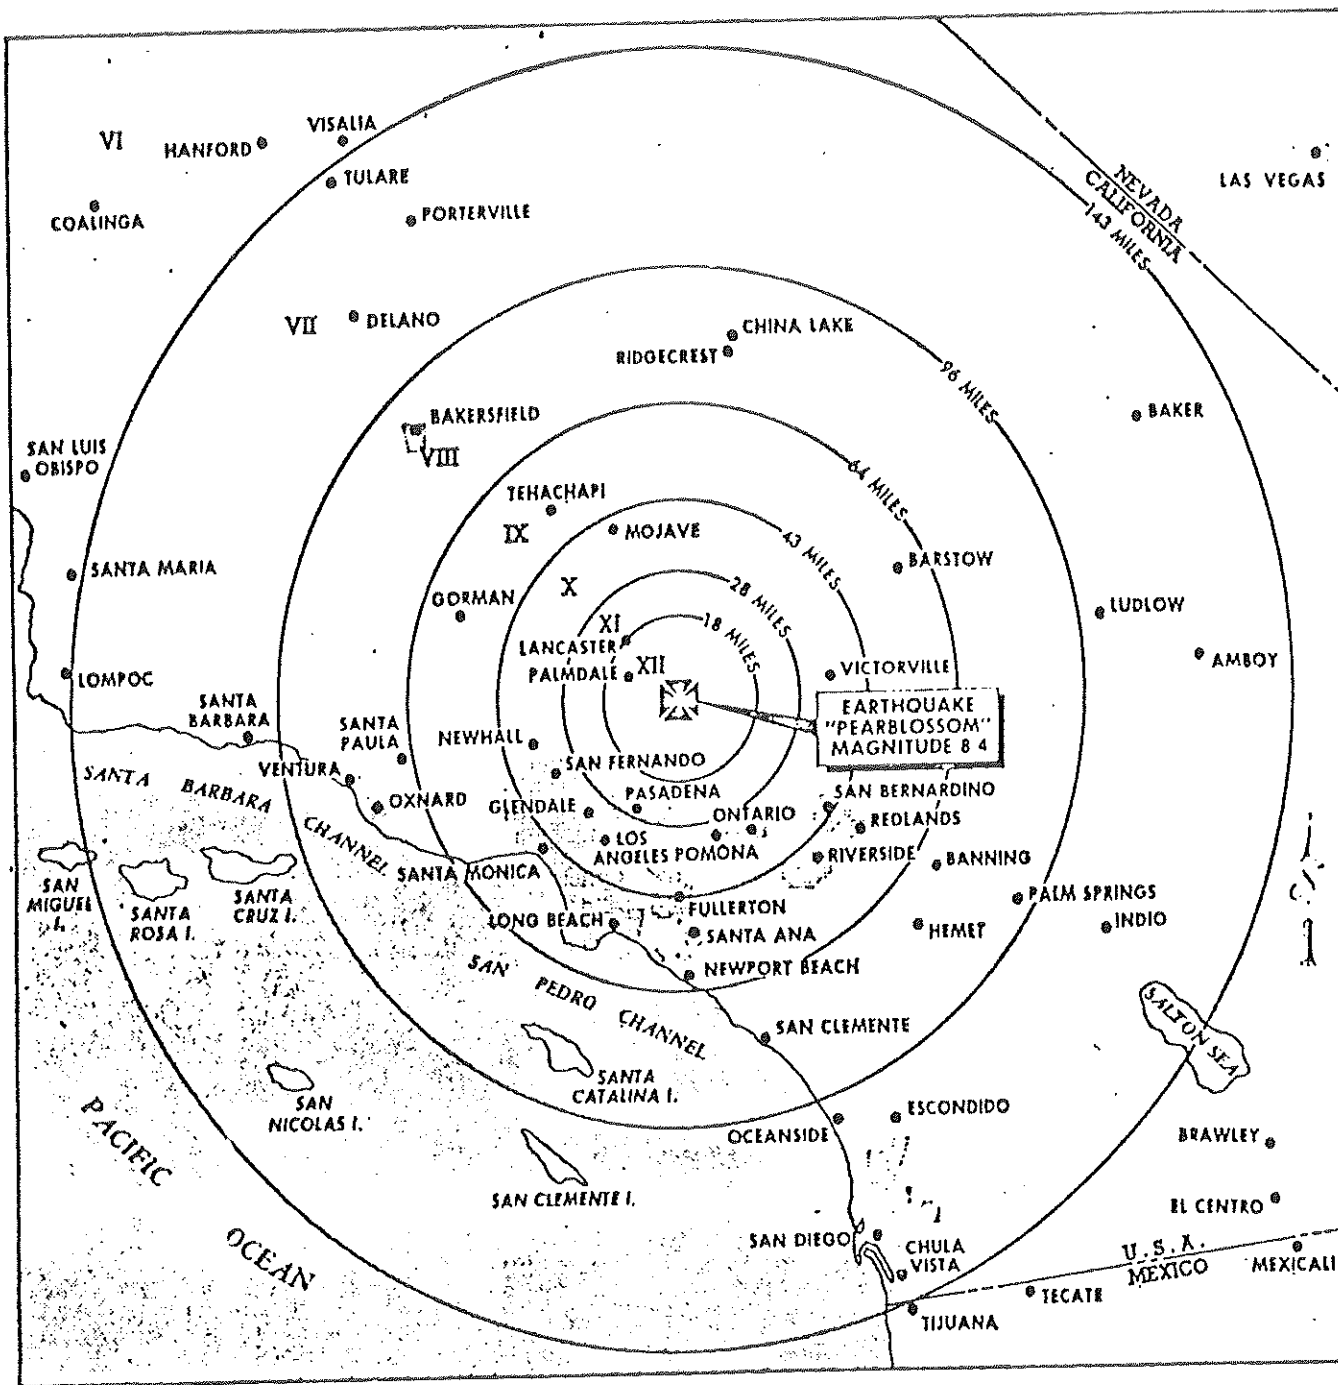 VI
HANFORD
VISALIA
TULARE
COALINGA
PORTERVILLE
NEVADA
CALIFORNIA
143 MILES
LAS VEGAS
VII
DELANO
CHINA LAKE
RIDGECREST
96 MILES
BAKER
BAKERSFIELD
VIII
SAN LUIS
OBISPO
64 MILES
TEHACHAPI
IX
MOJAVE
43 MILES
BARSTOW
SANTA MARIA
X
28 MILES
GORMAN
LUDLOW
XI
18 MILES
LANCASTER
PALMDALE
XII
VICTORVILLE
AMBOY
LOMPOC
EARTHQUAKE
"PEARBLOSSOM"
MAGNITUDE 8 4
SANTA
BARBARA
SANTA
PAULA
NEWHALL
SAN FERNANDO
VENTURA
SANTA BARBARA CHANNEL
OXNARD
GLENDALE
PASADENA
ONTARIO
SAN BERNARDINO
REDLANDS
LOS
ANGELES
POMONA
RIVERSIDE
BANNING
SANTA MONICA
SAN
MIGUEL
I.
SANTA
ROSA I.
SANTA
CRUZ I.
PALM SPRINGS
FULLERTON
LONG BEACH
SANTA ANA
HEMET
INDIO
NEWPORT BEACH
SAN PEDRO CHANNEL
SALTON SEA
SAN CLEMENTE
SANTA
CATALINA I.
SAN
NICOLAS I.
PACIFIC
OCEAN
OCEANSIDE
ESCONDIDO
BRAWLEY
SAN CLEMENTE I.
EL CENTRO
SAN DIEGO
CHULA
VISTA
U.S.A.
MEXICO
MEXICALI
TECATE
TIJUANA